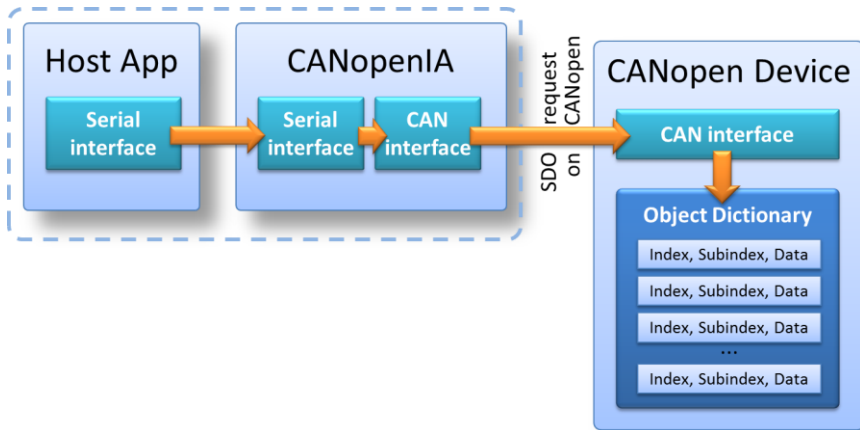 Host App
Serial
interface
CANopenIA
Serial
interface
CAN
interface
SDO request
on CANopen
CANopen Device
CAN interface
Object Dictionary
Index, Subindex, Data
Index, Subindex, Data
Index, Subindex, Data
...
Index, Subindex, Data